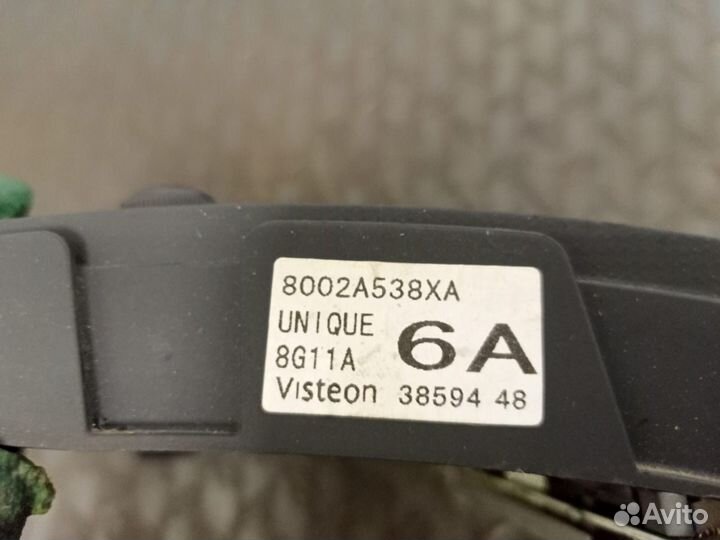 8002A538XA
UNIQUE
8G11A 6A
Visteon 38594 48
Avito